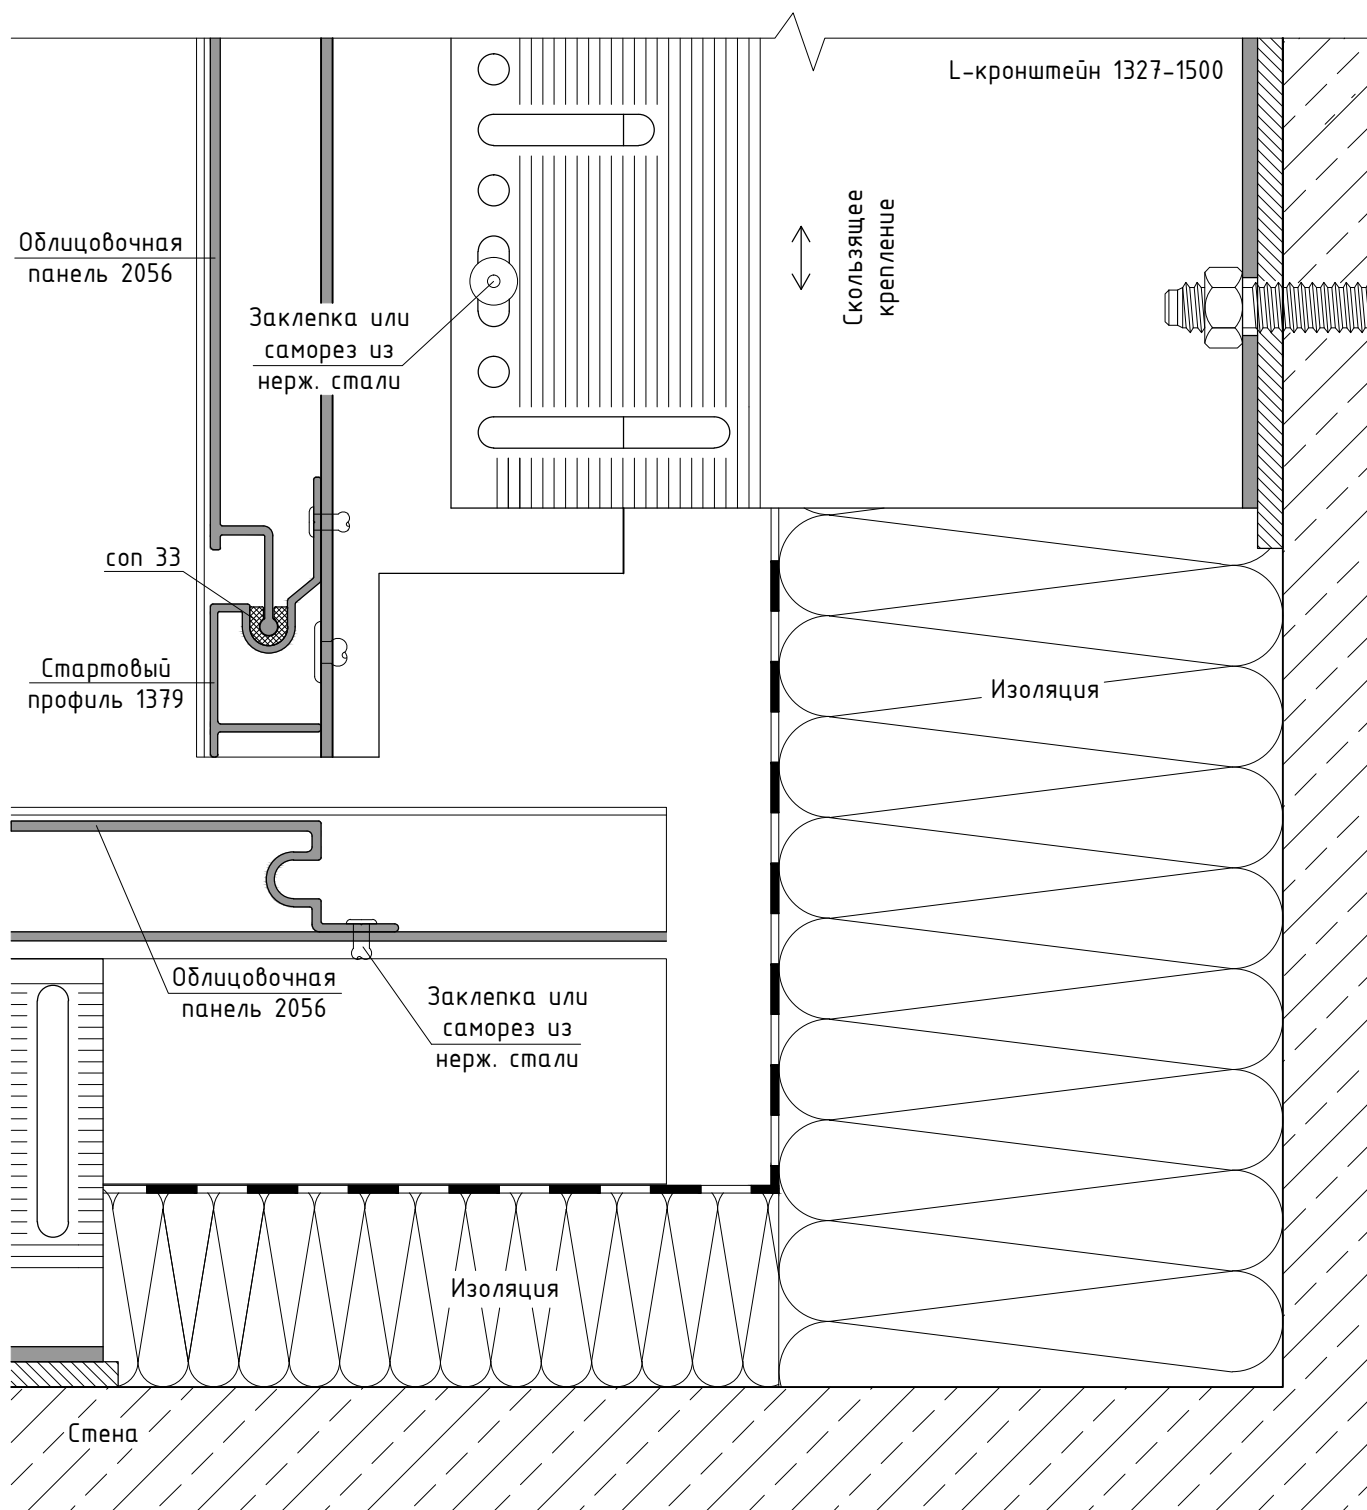 L-кронштейн 1327-1500
Скользящее
крепление
Облицовочная
панель 2056
Заклепка или
саморез из
нерж. стали
con 33
Стартовый
профиль 1379
Изоляция
Облицовочная
панель 2056
Заклепка или
саморез из
нерж. стали
Изоляция
Стена